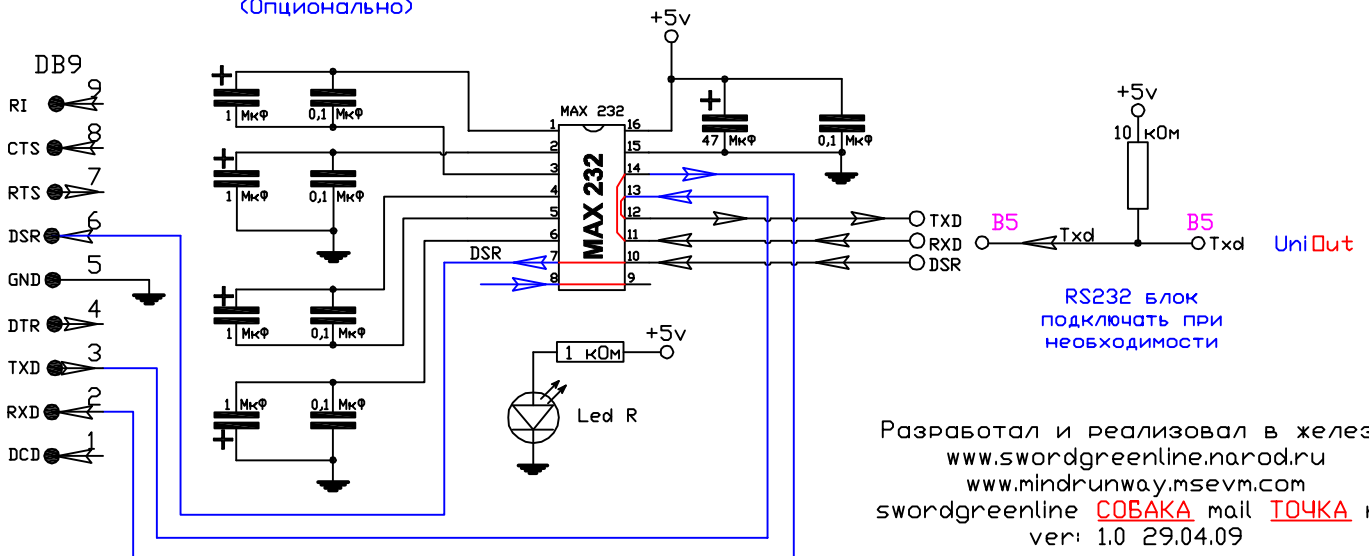 (Опционально)
+5v
DB9
9
RI
8
CTS
7
RTS
6
DSR
5
GND
4
DTR
3
TXD
2
RXD
1
DCD
1 МкФ
0,1 МкФ
1 МкФ
0,1 МкФ
1 МкФ
0,1 МкФ
1 МкФ
0,1 МкФ
MAX 232
MAX 232
1
2
3
4
5
6
7
8
16
15
14
13
12
11
10
9
DSR
47 МкФ
0,1 МкФ
TXD
RXD
DSR
+5v
10 кОм
B5
Txd
B5
Txd
UniOut
RS232 блок
подключать при
необходимости
+5v
1 кОм
Led R
Разработал и реализовал в желез
www.swordgreenline.narod.ru
www.mindrunway.msevm.com
swordgreenline СОБАКА mail ТОЧКА
ver: 1.0 29.04.09